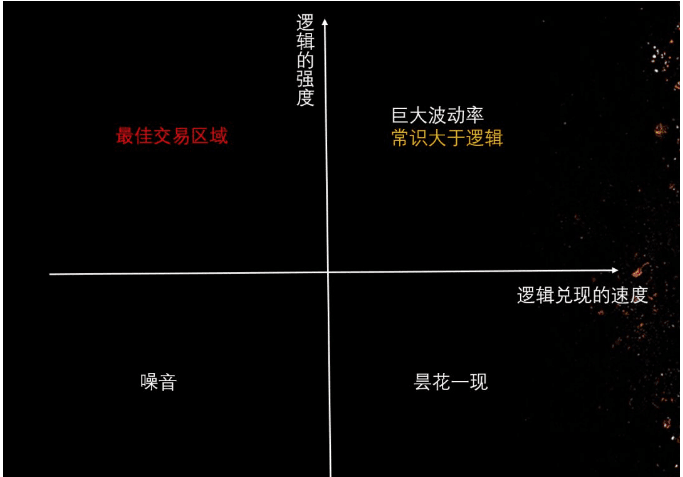 逻辑的强度
巨大波动率
最佳交易区域
常识大于逻辑
逻辑兑现的速度
噪音
昙花一现